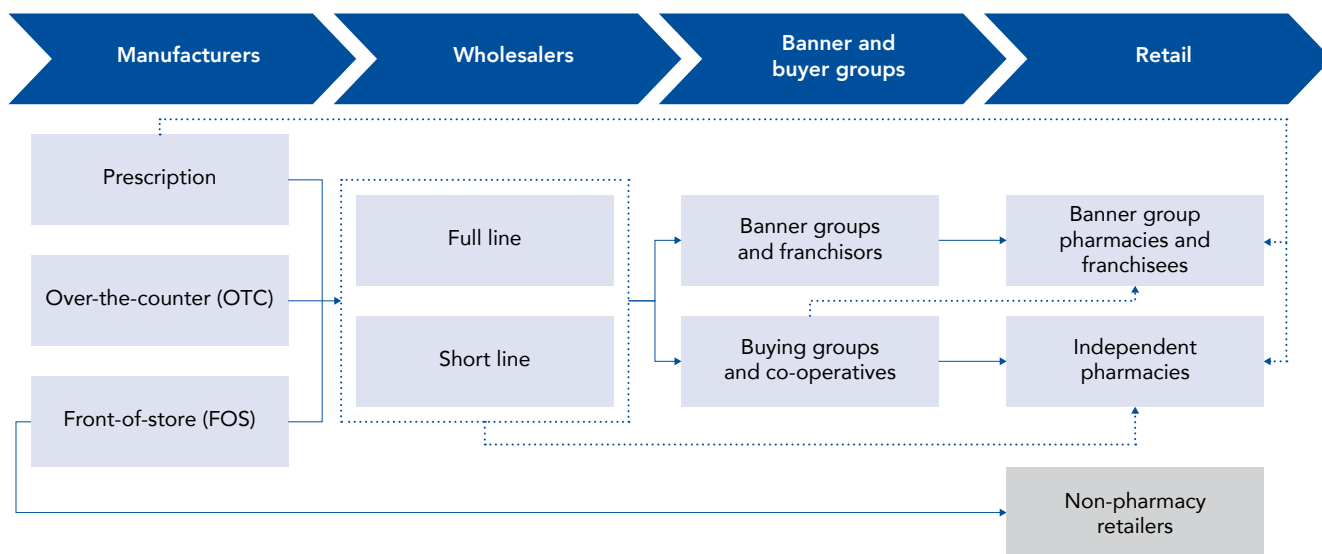 Manufacturers
Wholesalers
Banner and
buyer groups
Retail
Prescription
Over-the-counter (OTC)
Front-of-store (FOS)
Full line
Short line
Banner groups
and franchisors
Buying groups
and co-operatives
Banner group
pharmacies and
franchisees
Independent
pharmacies
Non-pharmacy
retailers